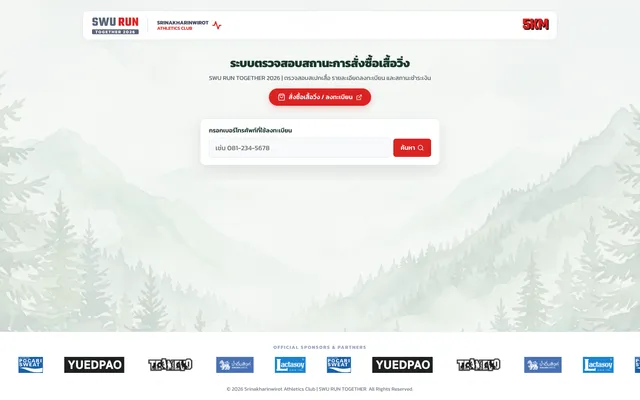 SWU RUN
TOGETHER 2026
SRINAKHARINWIROT
ATHLETICS CLUB
5KM
ระบบตรวจสอบสถานะการสั่งซื้อเสื้อวิ่ง
SWU RUN TOGETHER 2026 | ตรวจสอบสเปกเสื้อ รายละเอียดลงทะเบียน และสถานะชำระเงิน
สั่งซื้อเสื้อวิ่ง / ลงทะเบียน
กรอกเบอร์โทรศัพท์ที่ใช้ลงทะเบียน
เช่น 081-234-5678
ค้นหา
OFFICIAL SPONSORS & PARTNERS
POCARI SWEAT
YUEDPAO
Lactasoy
POCARI SWEAT
YUEDPAO
Lactasoy
© 2026 Srinakharinwirot Athletics Club | SWU RUN TOGETHER. All Rights Reserved.